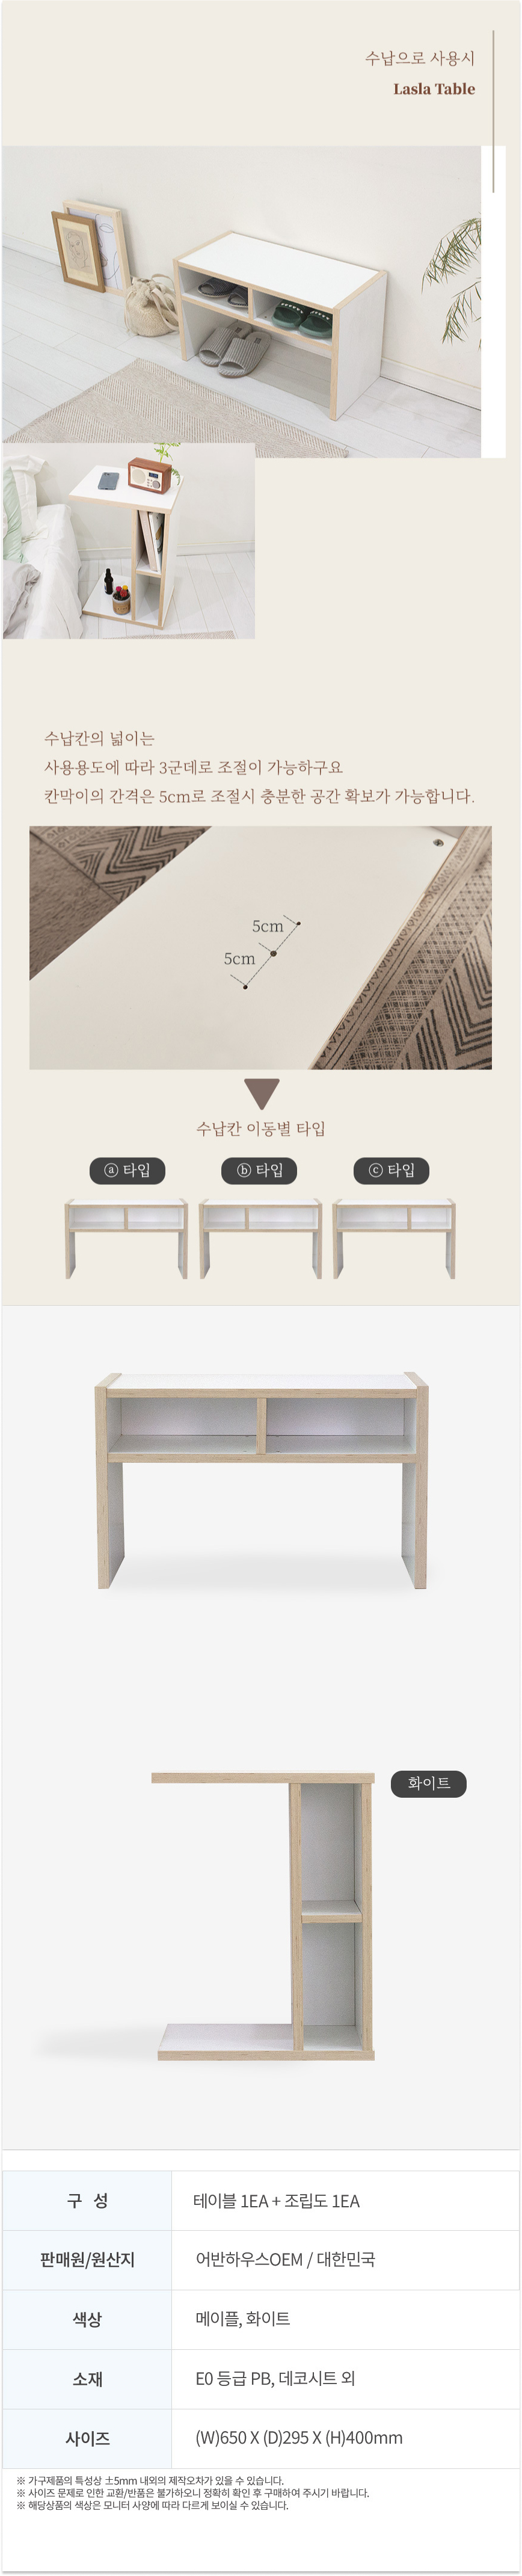 수납으로 사용시
Lasla Table
수납칸의 넓이는
사용용도에 따라 3군데로 조절이 가능하구요
칸막이의 간격은 5cm로 조절시 충분한 공간 확보가 가능합니다.
5cm
5cm
수납칸 이동별 타입
ⓐ 타입
ⓑ 타입
ⓒ 타입
화이트
구 성
테이블 1EA + 조립도 1EA
판매원/원산지
어반하우스OEM / 대한민국
색상
메이플, 화이트
소재
E0 등급 PB, 데코시트 외
사이즈
(W)650 X (D)295 X (H)400mm
※ 가구제품의 특성상 ±5mm 내외의 제작오차가 있을 수 있습니다.
※ 사이즈 문제로 인한 교환/반품은 불가하오니 정확히 확인 후 구매하여 주시기 바랍니다.
※ 해당상품의 색상은 모니터 사양에 따라 다르게 보이실 수 있습니다.